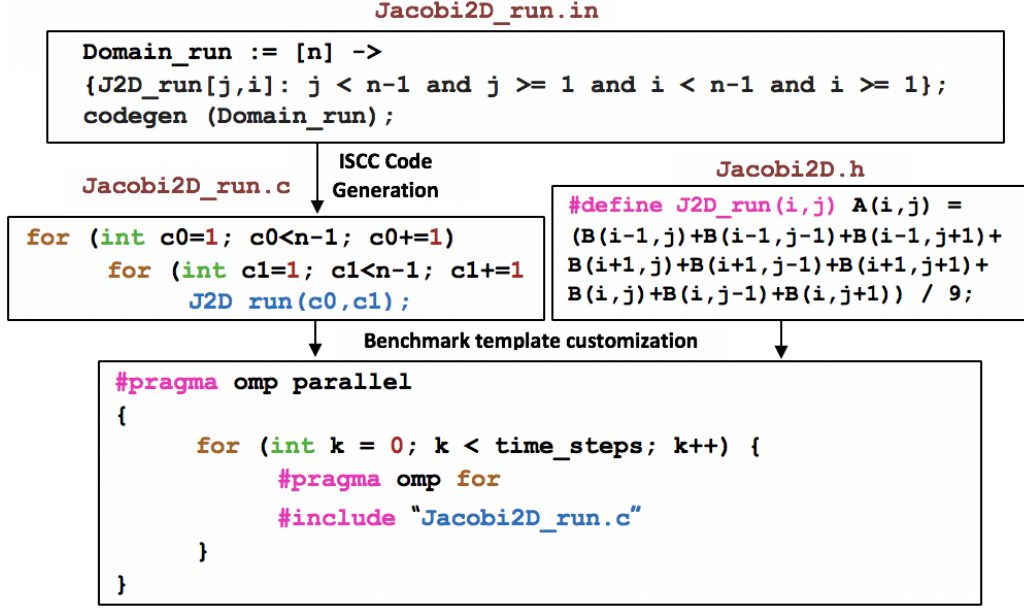 Jacobi2D_run.in
Domain_run := [n] ->
{J2D_run[j,i]: j < n-1 and j >= 1 and i < n-1 and i >= 1};
codegen (Domain_run);
ISCC Code
Generation
Jacobi2D_run.c
for (int c0=1; c0<n-1; c0+=1)
for (int c1=1; c1<n-1; c1+=1
J2D run(c0,c1);
Jacobi2D.h
#define J2D_run(i,j) A(i,j) =
(B(i-1,j)+B(i-1,j-1)+B(i-1,j+1)+
B(i+1,j)+B(i+1,j-1)+B(i+1,j+1)+
B(i,j)+B(i,j-1)+B(i,j+1)) / 9;
Benchmark template customization
#pragma omp parallel
{
for (int k = 0; k < time_steps; k++) {
#pragma omp for
#include “Jacobi2D_run.c”
}
}